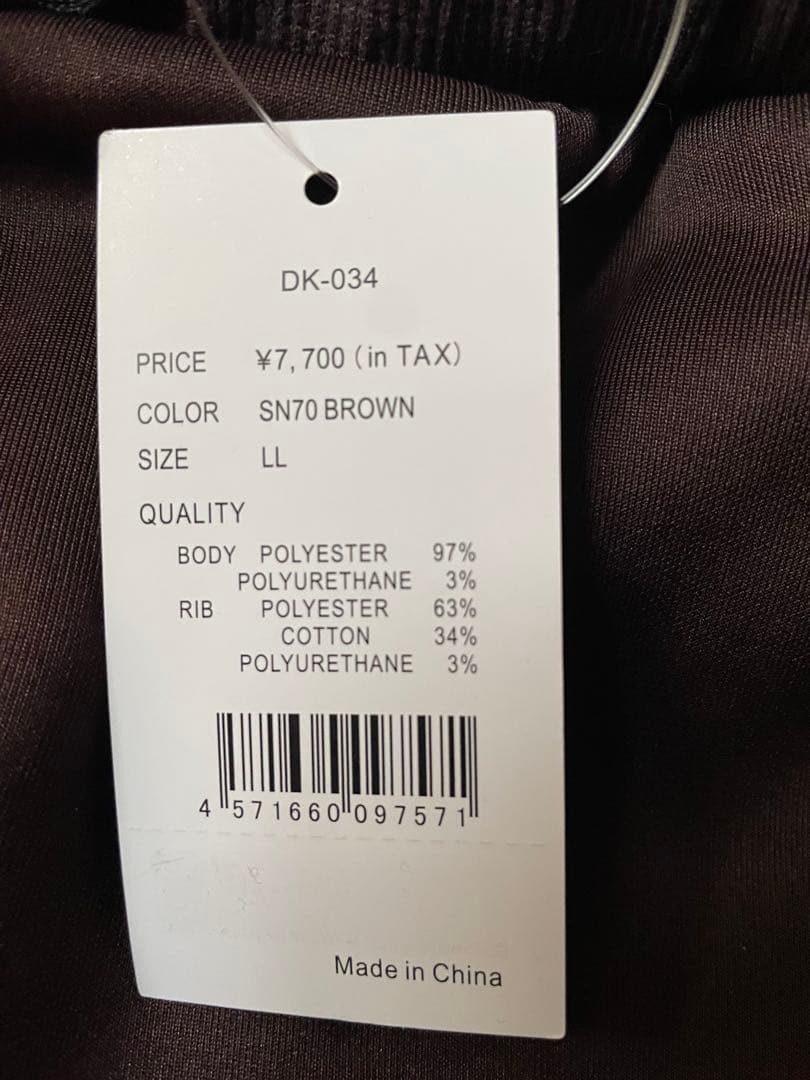 DK-034
PRICE ¥7,700 (in TAX)
COLOR SN70 BROWN
SIZE LL
QUALITY
BODY POLYESTER 97%
POLYURETHANE 3%
RIB POLYESTER 63%
COTTON 34%
POLYURETHANE 3%
4 571660 097571
Made in China